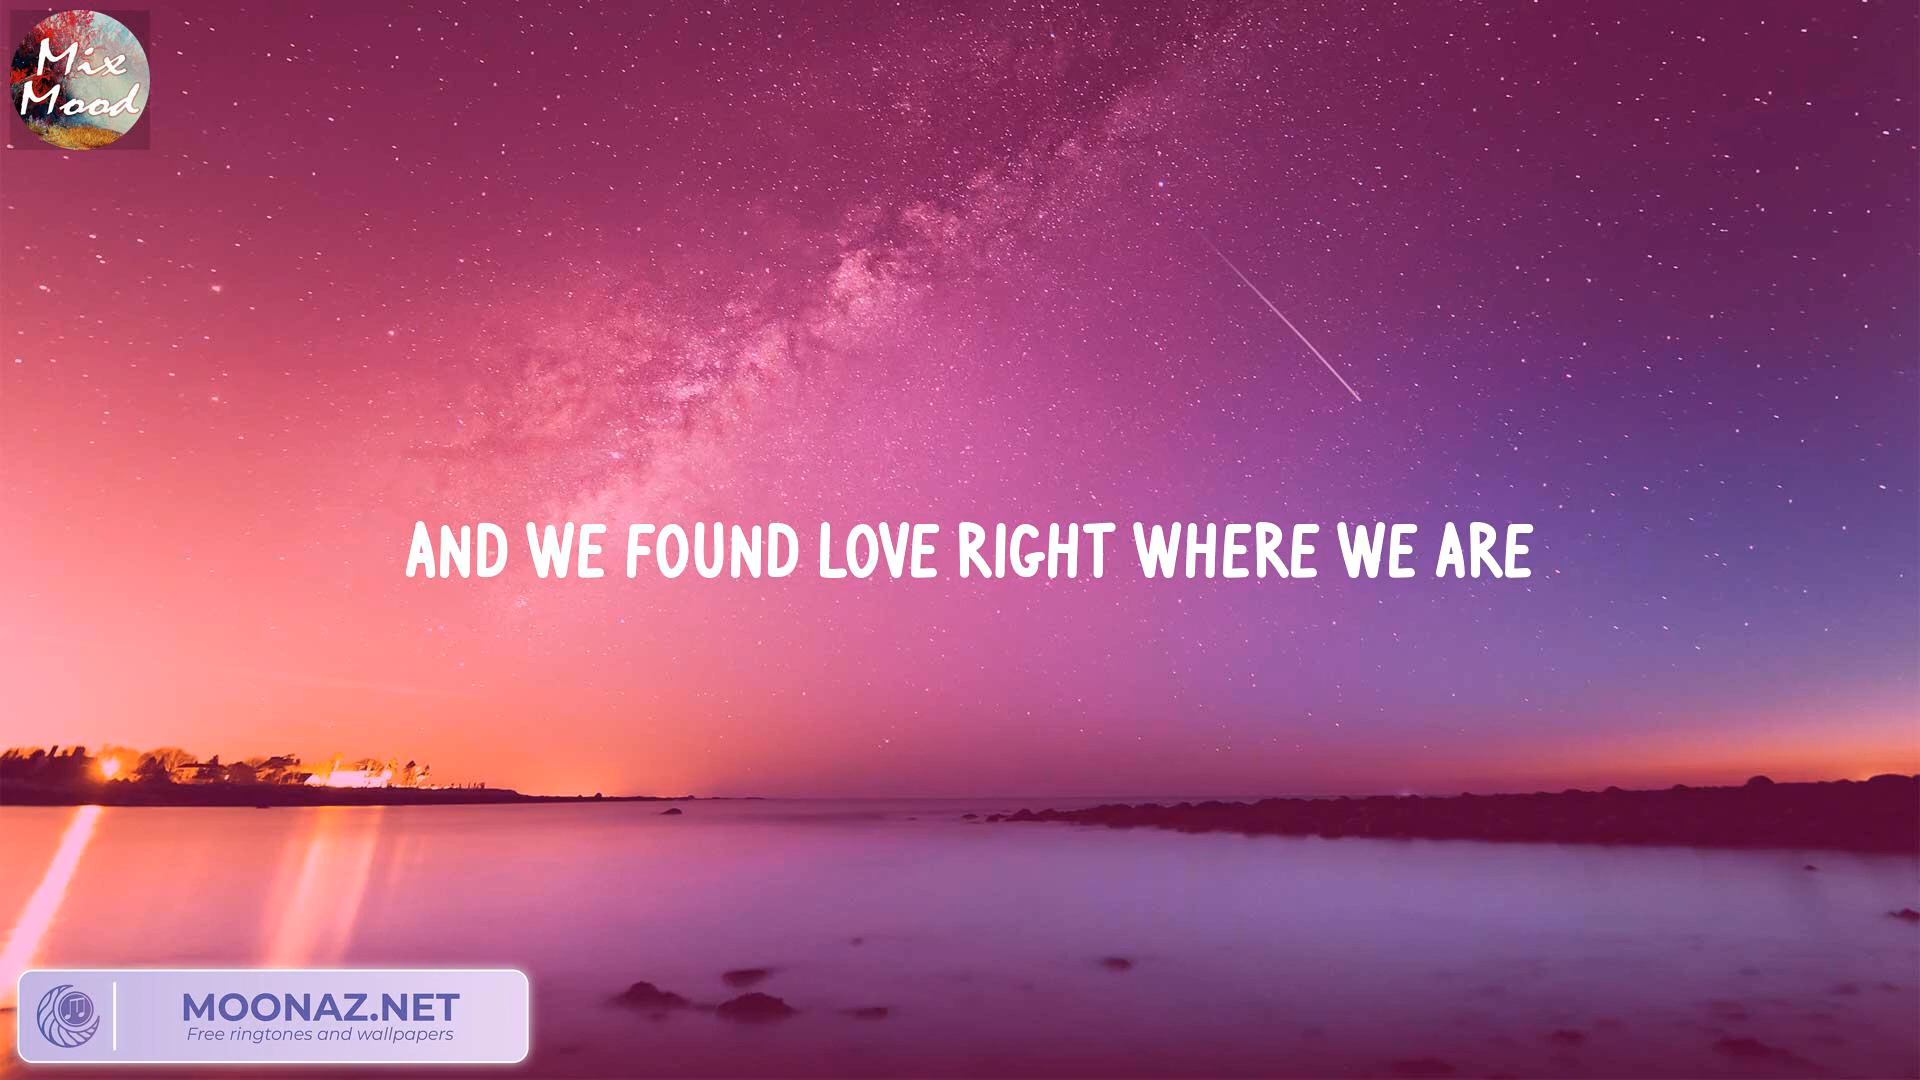 Mix
Mood
AND WE FOUND LOVE RIGHT WHERE WE ARE
MOONAZ.NET
Free ringtones and wallpapers